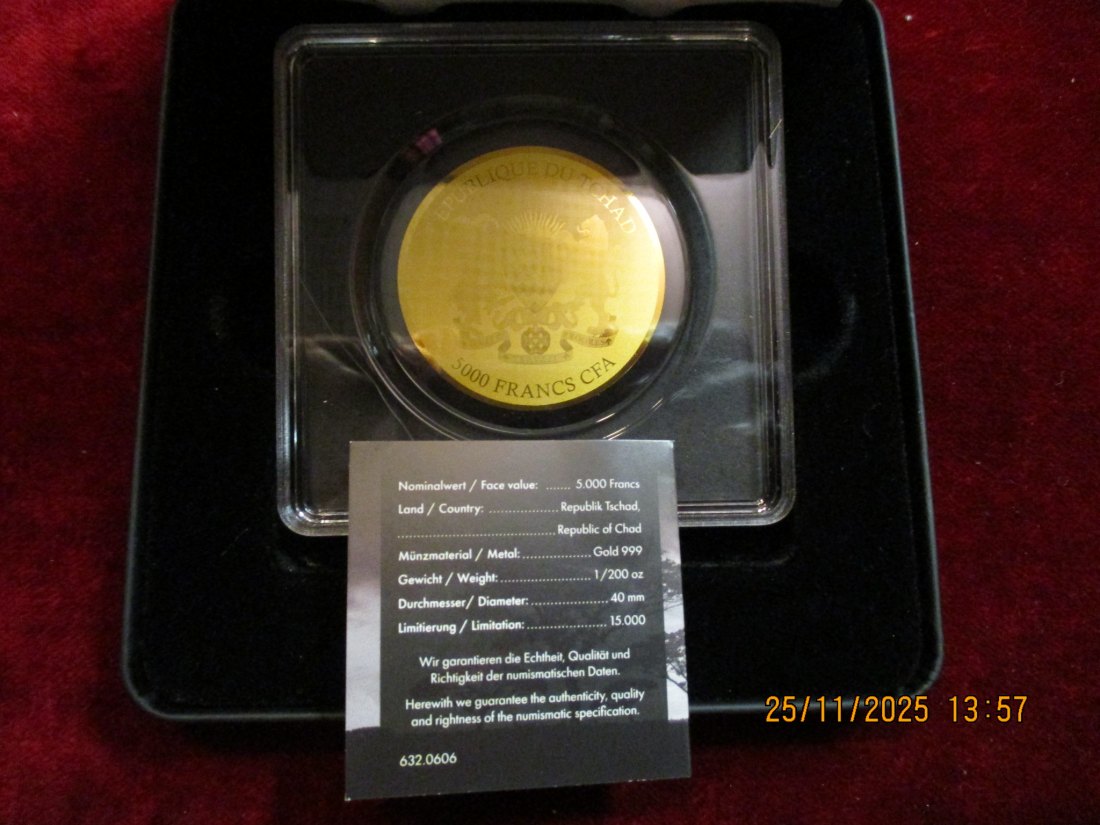 ÉPUBLIQUE DU TCHAD
5000 FRANCS CFA
Nominalwert / Face value: ....... 5.000 Francs
Land / Country: .................. Republik Tschad,
........................................ Republic of Chad
Münzmaterial / Metal: .................. Gold 999
Gewicht / Weight: ........................ 1/200 oz
Durchmesser/ Diameter: .................... 40 mm
Limitierung / Limitation: ..................... 15.000
Wir garantieren die Echtheit, Qualität und
Richtigkeit der numismatischen Daten.
Herewith we guarantee the authenticity, quality
and rightness of the numismatic specification.
632.0606
25/11/2025 13:57